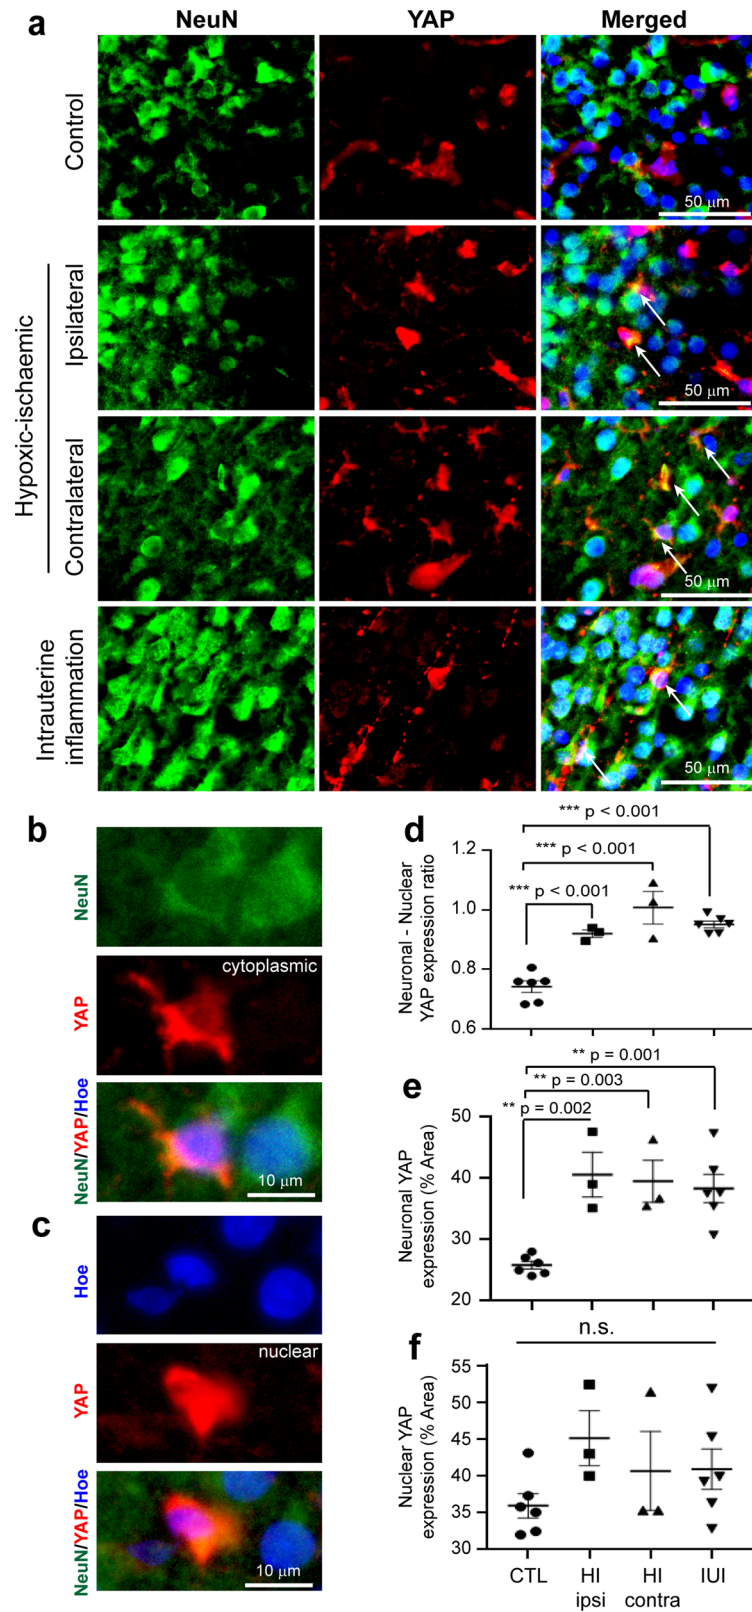 a
NeuN YAP Merged
Control
50 µm
Hypoxic-ischaemic
Ipsilateral
50 µm
Contralateral
50 µm
Intrauterine
inflammation
50 µm
b
NeuN
YAP
cytoplasmic
NeuN/YAP/Hoe
10 µm
c
Hoe
YAP
nuclear
NeuN/YAP/Hoe
10 µm
d
*** p < 0.001
*** p < 0.001
*** p < 0.001
Neuronal - Nuclear
YAP expression ratio
1.2
1.0
0.8
0.6
e
** p = 0.001
** p = 0.003
** p = 0.002
Neuronal YAP
expression (% Area)
50
40
30
20
f
n.s.
Nuclear YAP
expression (% Area)
55
50
45
40
35
30
CTL HI HI IUI
ipsi contra